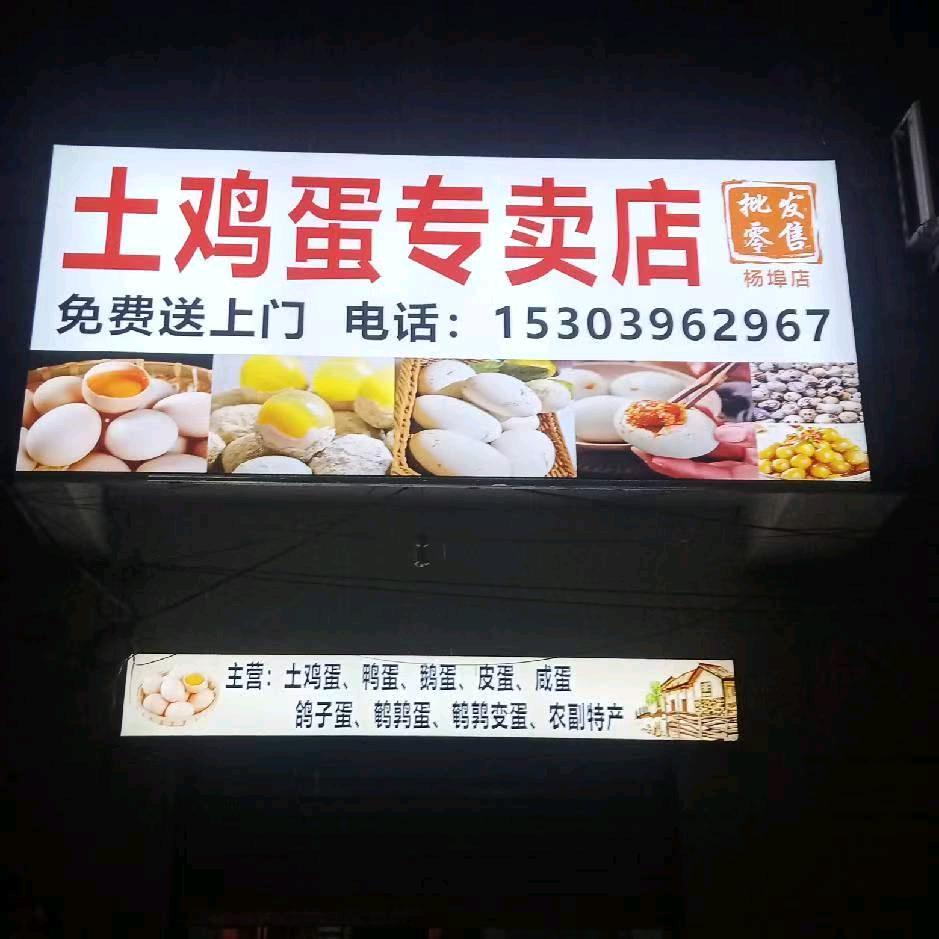 土鸡蛋专卖店
批发
零售
杨埠店
免费送上门 电话：15303962967
主营：土鸡蛋、鸭蛋、鹅蛋、皮蛋、咸蛋
鸽子蛋、鹌鹑蛋、鹌鹑变蛋、农副特产